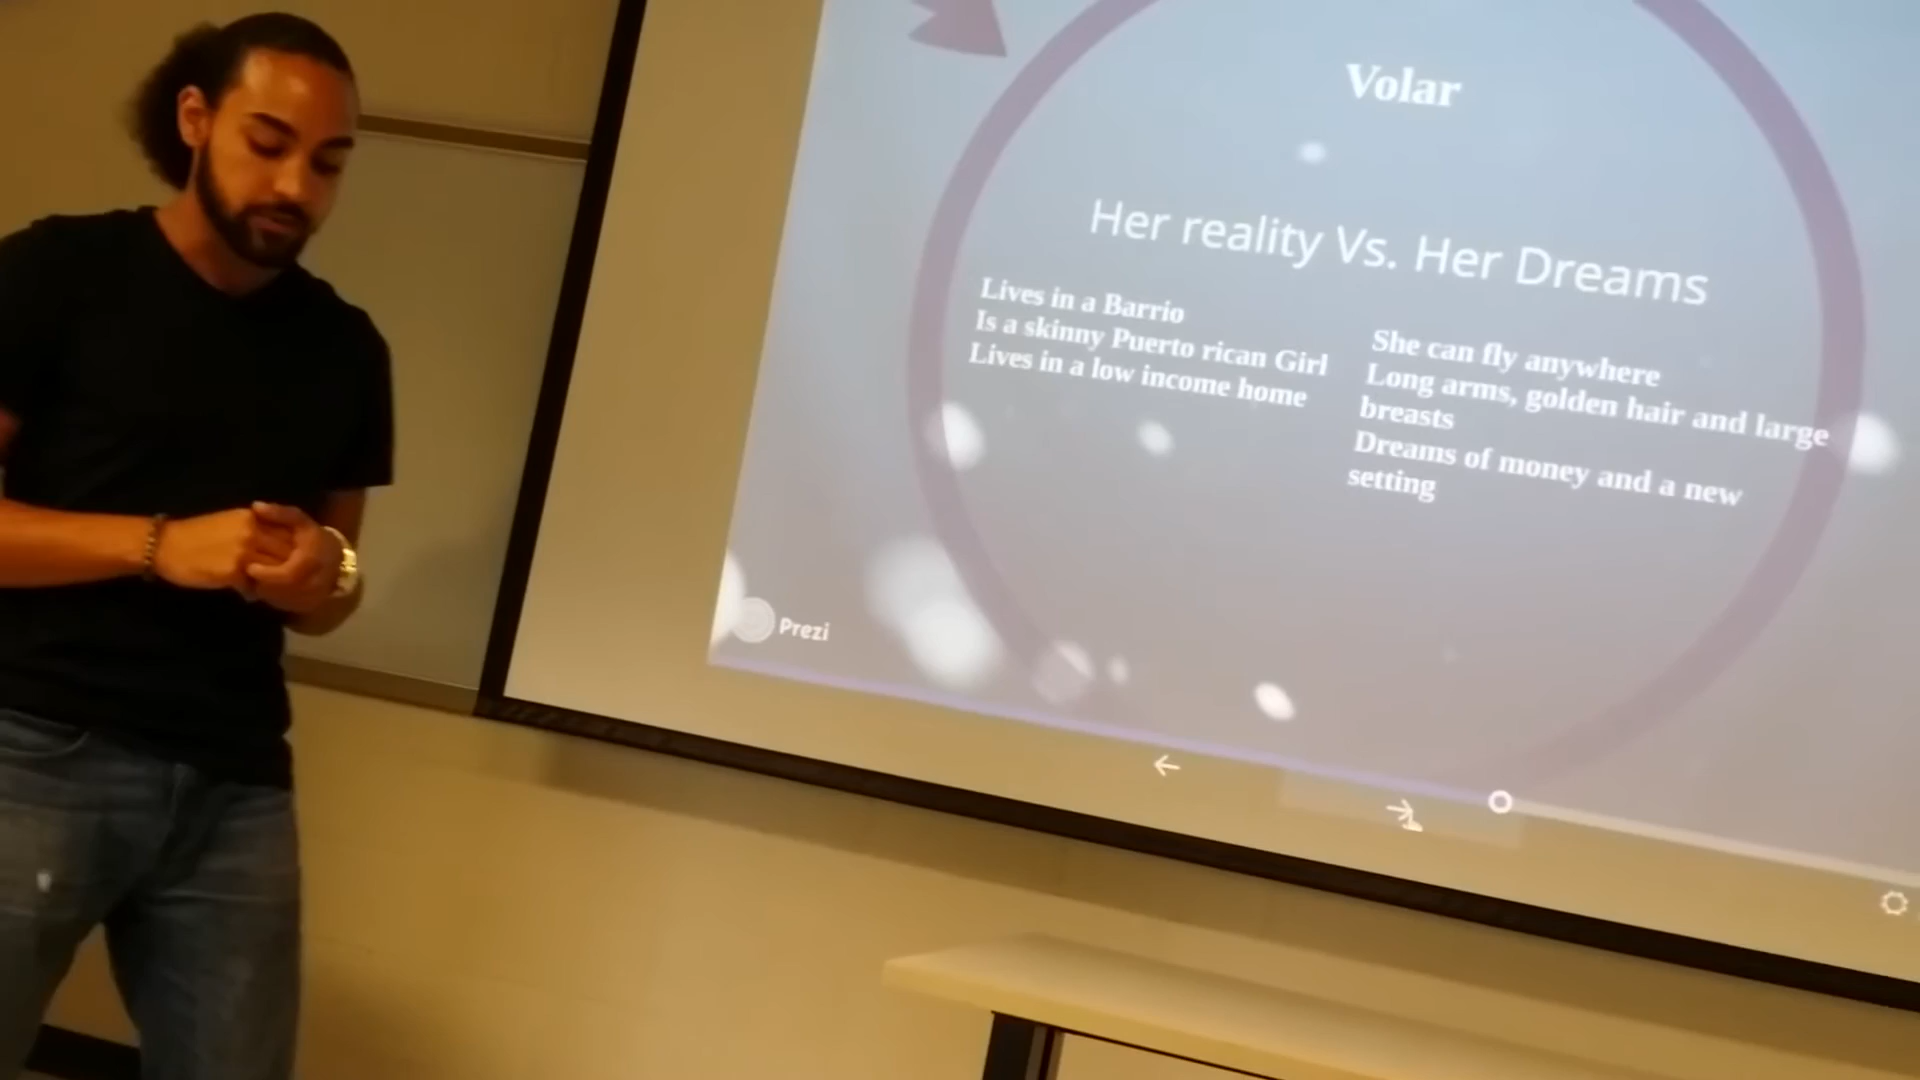 Volar
Her reality Vs. Her Dreams
Lives in a Barrio
Is a skinny Puerto rican Girl
Lives in a low income home
She can fly anywhere
Long arms, golden hair and large
breasts
Dreams of money and a new
setting
Prezi